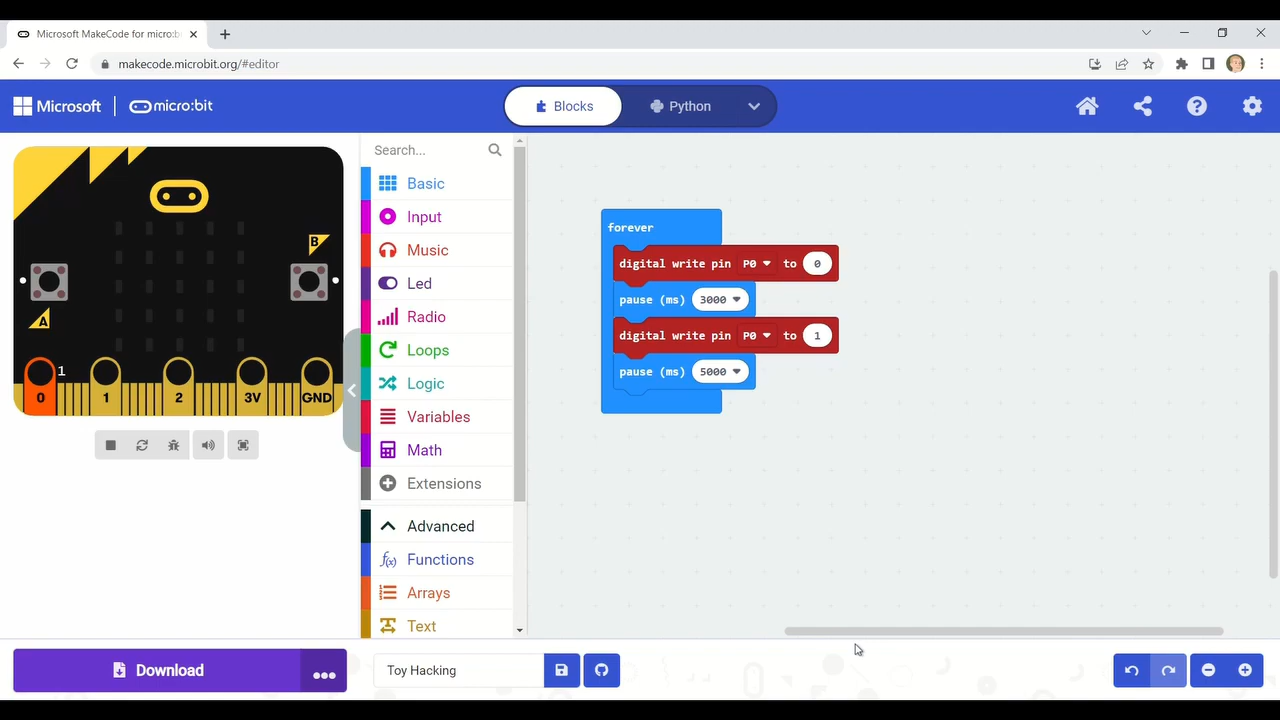 Microsoft MakeCode for micro:b
makecode.microbit.org/#editor
Microsoft | micro:bit
Blocks
Python
Search...
Basic
Input
Music
Led
Radio
Loops
Logic
Variables
Math
Extensions
Advanced
Functions
Arrays
Text
B
A
1
0 1 2 3V GND
forever
digital write pin P0 to 0
pause (ms) 3000
digital write pin P0 to 1
pause (ms) 5000
Download
Toy Hacking